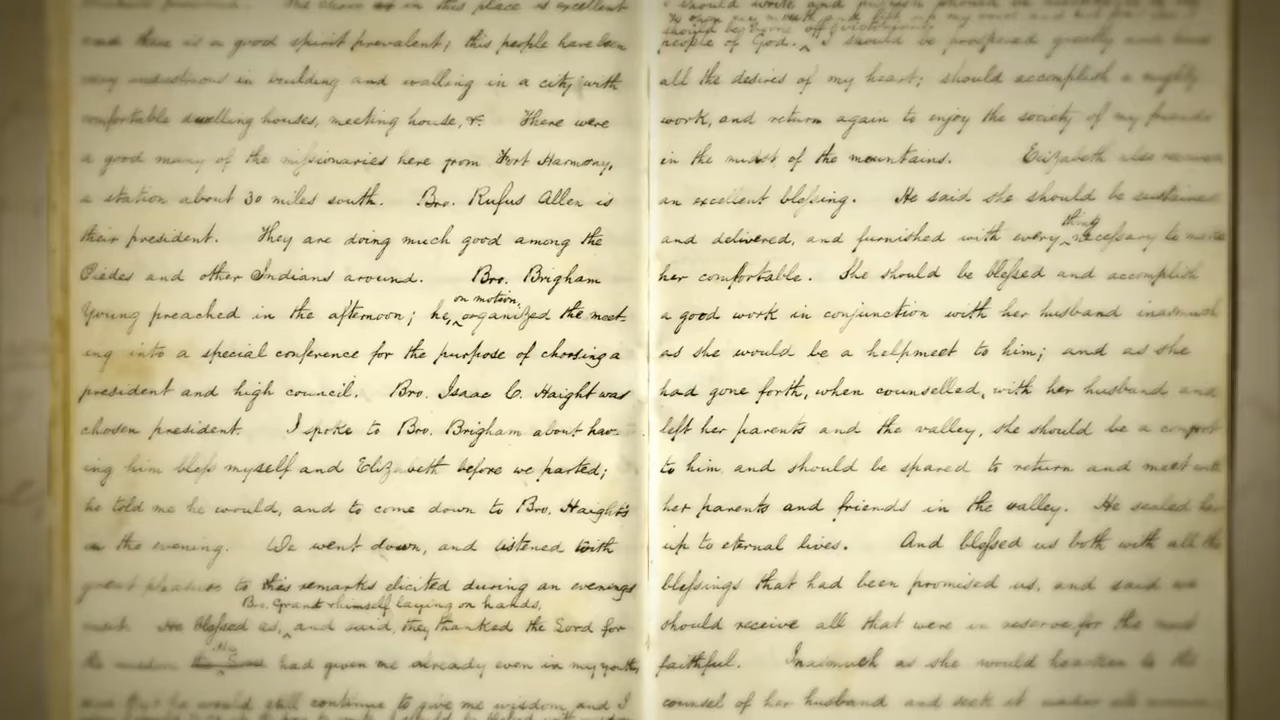 in this place is excellent
and there is a good spirit prevalent; this people have been
very industrious in building and walling in a city with
comfortable dwelling houses, meeting house, &c. There were
a good many of the missionaries here from Fort Harmony,
a station about 30 miles south. Bro. Rufus Allen is
their president. They are doing much good among the
Piedes and other Indians around. Bro. Brigham
on motion,
Young preached in the afternoon; he, ‸ organized the meet-
ing into a special conference for the purpose of choosing a
president and high council. Bro. Isaac C. Haight was
chosen president. I spoke to Bro. Brigham about hav-
ing him bless myself and Elizabeth before we parted;
he told me he would, and to come down to Bro. Haight's
in the evening. We went down, and listened with
great pleasure to his remarks elicited during an evenings
Bro. Grant & himself laying on hands,
He blessed us, ‸ and said, they thanked the Lord for
the wisdom had given me already even in my youth,
he would still continue to give me wisdom, and I
I should write and
people of God. ‸ I should be prospered greatly and have
all the desires of my heart; should accomplish a mighty
work, and return again to enjoy the society of my friends
in the midst of the mountains. Elizabeth also received
an excellent blessing. He said she should be sustained
thing
and delivered, and furnished with every ‸ necessary to make
her comfortable. She should be blessed and accomplish
a good work in conjunction with her husband inasmuch
as she would be a helpmeet to him; and as she
had gone forth, when counselled, with her husband and
left her parents and the valley, she should be a comfort
to him, and should be spared to return and meet with
her parents and friends in the valley. He sealed her
up to eternal lives. And blessed us both with all the
blessings that had been promised us, and said we
should receive all that were in reserve for the most
faithful. Inasmuch as she would hearken to the
counsel of her husband and seek it